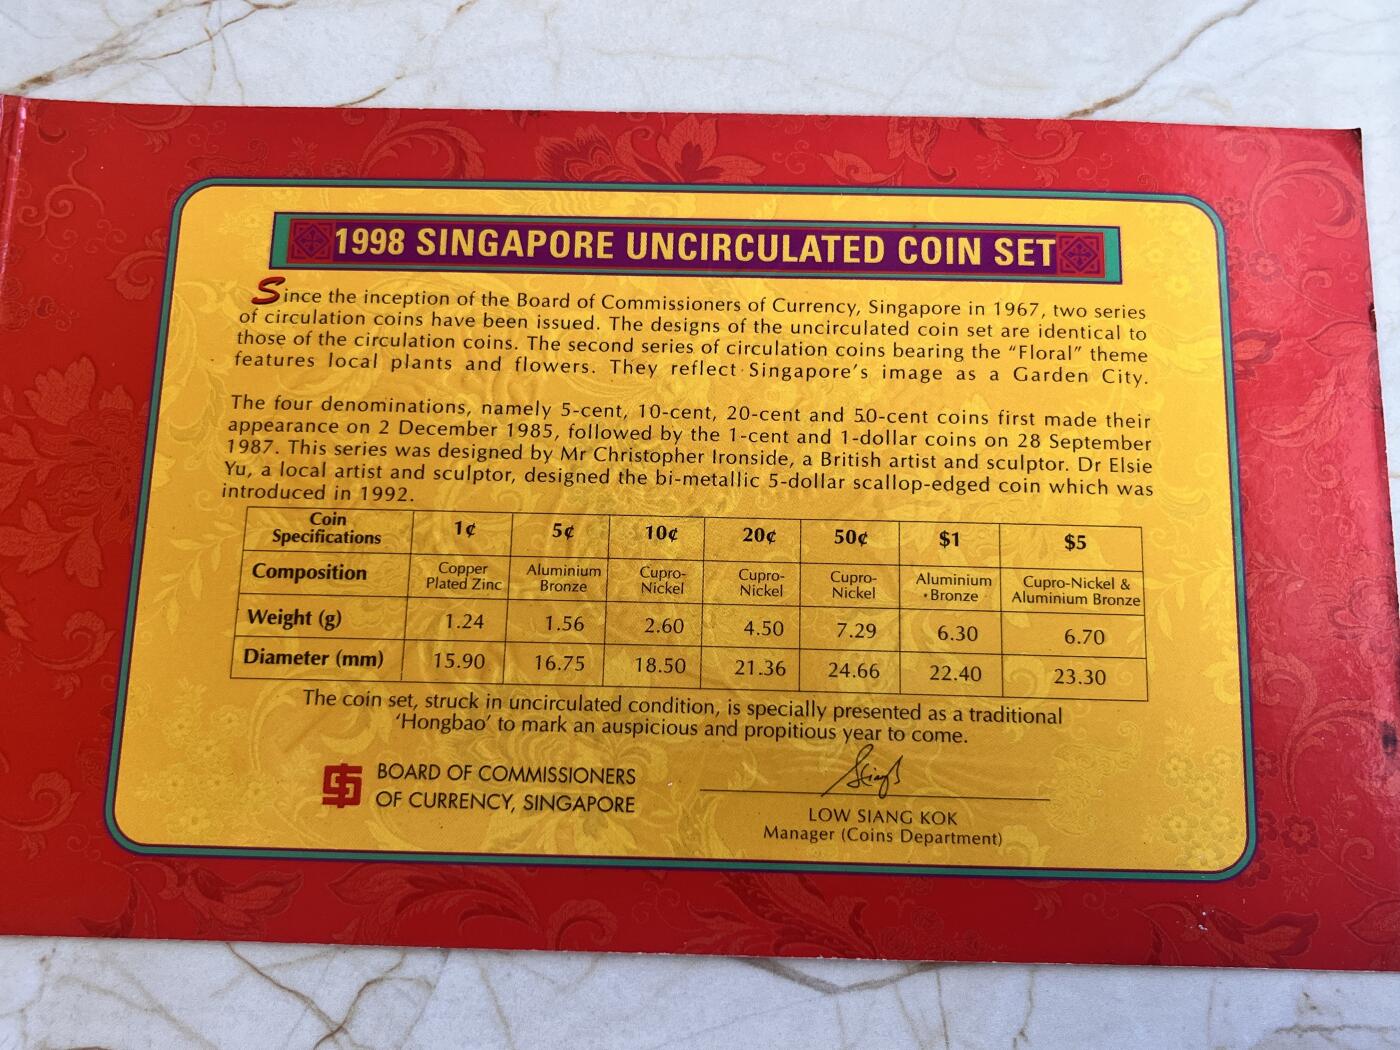 1998 SINGAPORE UNCIRCULATED COIN SET
Since the inception of the Board of Commissioners of Currency, Singapore in 1967, two series
of circulation coins have been issued. The designs of the uncirculated coin set are identical to
those of the circulation coins. The second series of circulation coins bearing the "Floral" theme
features local plants and flowers. They reflect Singapore's image as a Garden City.
The four denominations, namely 5-cent, 10-cent, 20-cent and 50-cent coins first made their
appearance on 2 December 1985, followed by the 1-cent and 1-dollar coins on 28 September
1987. This series was designed by Mr Christopher Ironside, a British artist and sculptor. Dr Elsie
Yu, a local artist and sculptor, designed the bi-metallic 5-dollar scallop-edged coin which was
introduced in 1992.
Coin Specifications 1¢ 5¢ 10¢ 20¢ 50¢ $1 $5
Composition Copper Plated Zinc Aluminium Bronze Cupro-Nickel Cupro-Nickel Cupro-Nickel Aluminium Bronze Cupro-Nickel & Aluminium Bronze
Weight (g) 1.24 1.56 2.60 4.50 7.29 6.30 6.70
Diameter (mm) 15.90 16.75 18.50 21.36 24.66 22.40 23.30
The coin set, struck in uncirculated condition, is specially presented as a traditional
'Hongbao' to mark an auspicious and propitious year to come.
BOARD OF COMMISSIONERS
OF CURRENCY, SINGAPORE
LOW SIANG KOK
Manager (Coins Department)